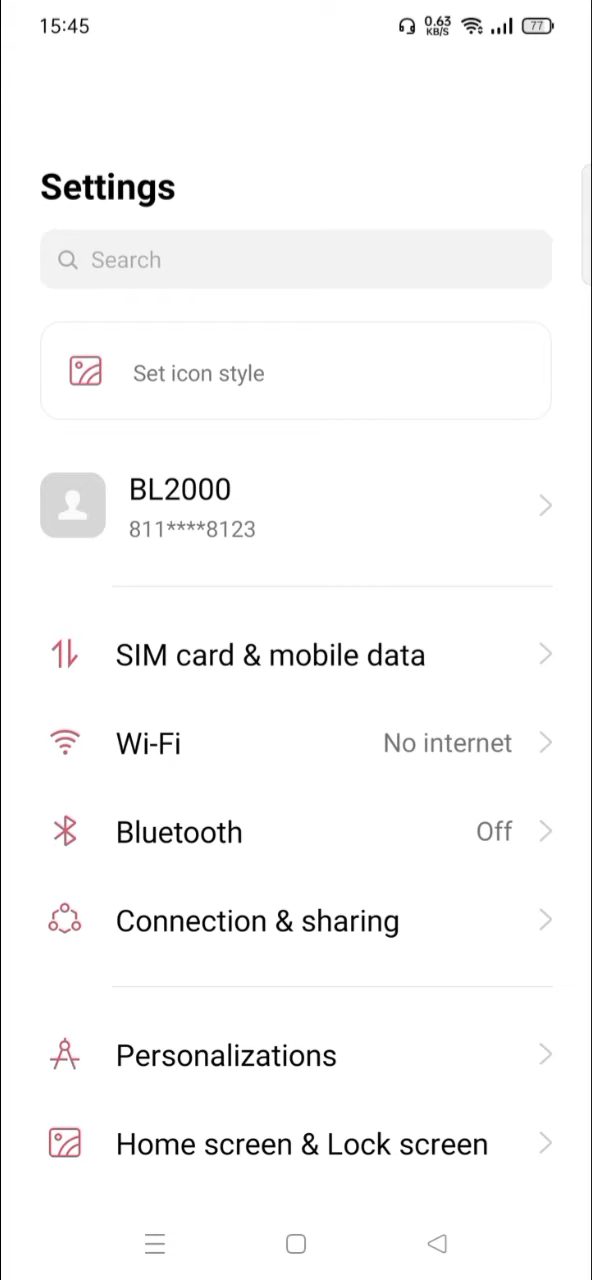 15:45
0.63
KB/S
77
Settings
Search
Set icon style
BL2000
811****8123
SIM card & mobile data
Wi-Fi
No internet
Bluetooth
Off
Connection & sharing
Personalizations
Home screen & Lock screen